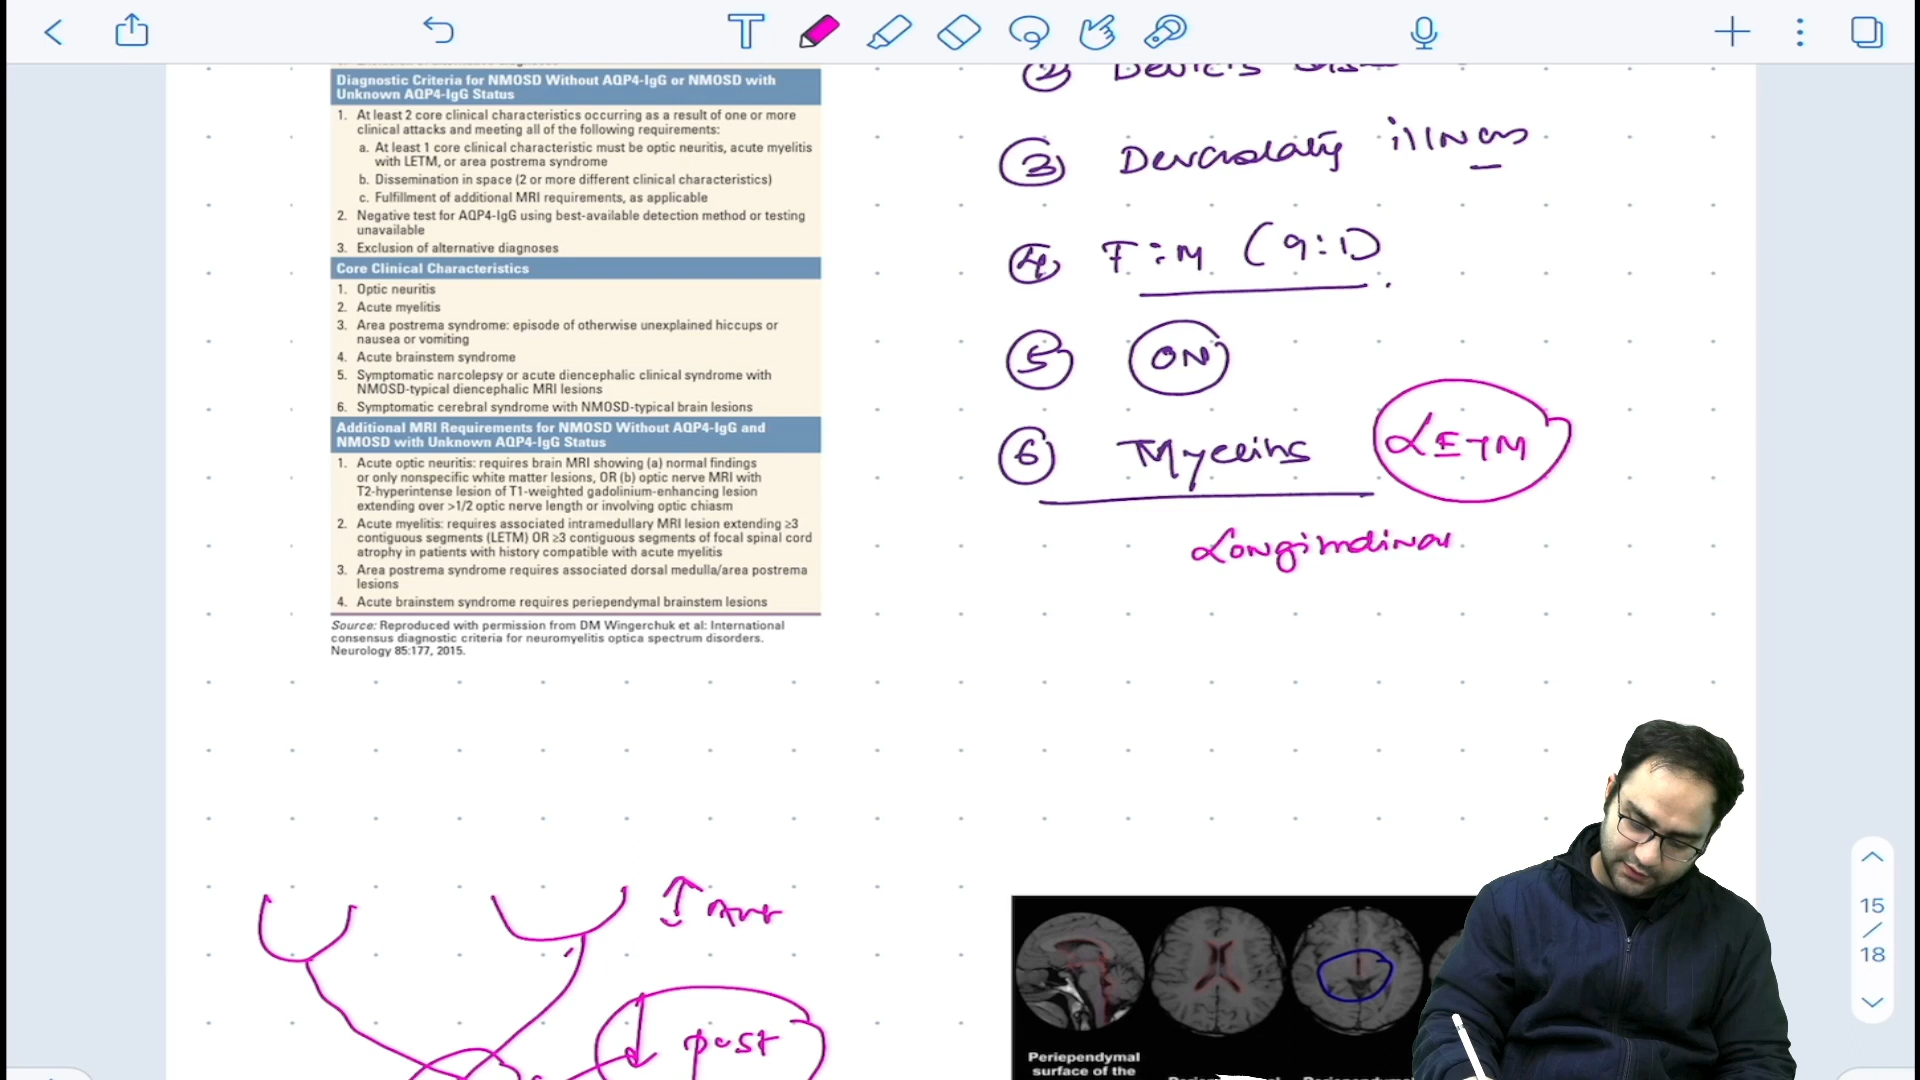 Diagnostic Criteria for NMOSD Without AQP4-IgG or NMOSD with
Unknown AQP4-IgG Status
1. At least 2 core clinical characteristics occurring as a result of one or more
clinical attacks and meeting all of the following requirements:
a. At least 1 core clinical characteristic must be optic neuritis, acute myelitis
with LETM, or area postrema syndrome
b. Dissemination in space (2 or more different clinical characteristics)
c. Fulfillment of additional MRI requirements, as applicable
2. Negative test for AQP4-IgG using best-available detection method or testing
unavailable
3. Exclusion of alternative diagnoses
Core Clinical Characteristics
1. Optic neuritis
2. Acute myelitis
3. Area postrema syndrome: episode of otherwise unexplained hiccups or
nausea or vomiting
4. Acute brainstem syndrome
5. Symptomatic narcolepsy or acute diencephalic clinical syndrome with
NMOSD-typical diencephalic MRI lesions
6. Symptomatic cerebral syndrome with NMOSD-typical brain lesions
Additional MRI Requirements for NMOSD Without AQP4-IgG and
NMOSD with Unknown AQP4-IgG Status
1. Acute optic neuritis: requires brain MRI showing (a) normal findings
or only nonspecific white matter lesions, OR (b) optic nerve MRI with
T2-hyperintense lesion of T1-weighted gadolinium-enhancing lesion
extending over >1/2 optic nerve length or involving optic chiasm
2. Acute myelitis: requires associated intramedullary MRI lesion extending ≥3
contiguous segments (LETM) OR ≥3 contiguous segments of focal spinal cord
atrophy in patients with history compatible with acute myelitis
3. Area postrema syndrome requires associated dorsal medulla/area postrema
lesions
4. Acute brainstem syndrome requires periependymal brainstem lesions
Source: Reproduced with permission from DM Wingerchuk et al: International
consensus diagnostic criteria for neuromyelitis optica spectrum disorders.
Neurology 85:177, 2015.
②
③ illness
④ F:M (9:1)
⑤ ON
⑥ LETM
post
Periependymal
surface of the
15
/
18